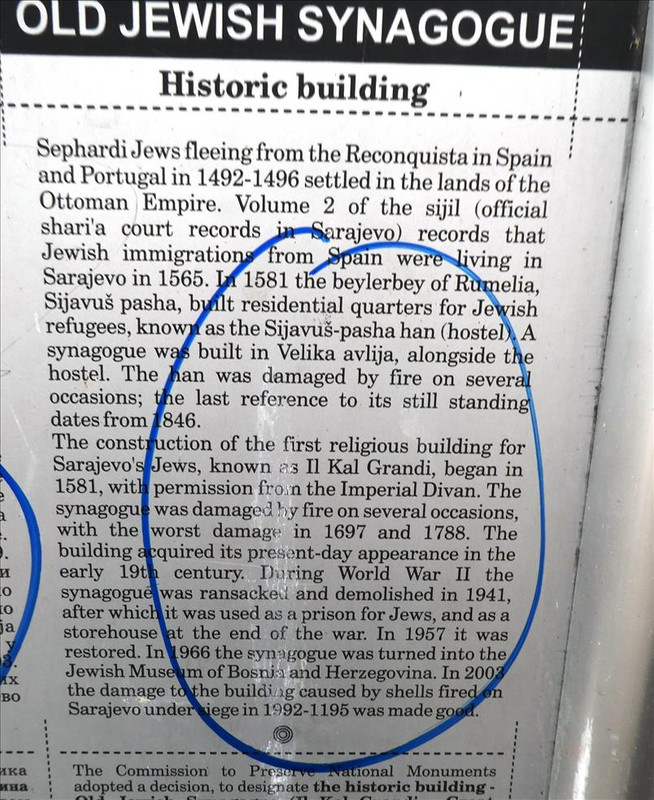 OLD JEWISH SYNAGOGUE
Historic building
Sephardi Jews fleeing from the Reconquista in Spain
and Portugal in 1492-1496 settled in the lands of the
Ottoman Empire. Volume 2 of the sijil (official
shari'a court records in Sarajevo) records that
Jewish immigrations from Spain were living in
Sarajevo in 1565. In 1581 the beylerbey of Rumelia,
Sijavuš pasha, built residential quarters for Jewish
refugees, known as the Sijavuš-pasha han (hostel). A
synagogue was built in Velika avlija, alongside the
hostel. The han was damaged by fire on several
occasions; the last reference to its still standing
dates from 1846.
The construction of the first religious building for
Sarajevo's Jews, known as Il Kal Grandi, began in
1581, with permission from the Imperial Divan. The
synagogue was damaged by fire on several occasions,
with the worst damage in 1697 and 1788. The
building acquired its present-day appearance in the
early 19th century. During World War II the
synagogue was ransacked and demolished in 1941,
after which it was used as a prison for Jews, and as a
storehouse at the end of the war. In 1957 it was
restored. In 1966 the synagogue was turned into the
Jewish Museum of Bosnia and Herzegovina. In 2003
the damage to the building caused by shells fired on
Sarajevo under siege in 1992-1195 was made good.
The Commission to Preserve National Monuments
adopted a decision, to designate the historic building -